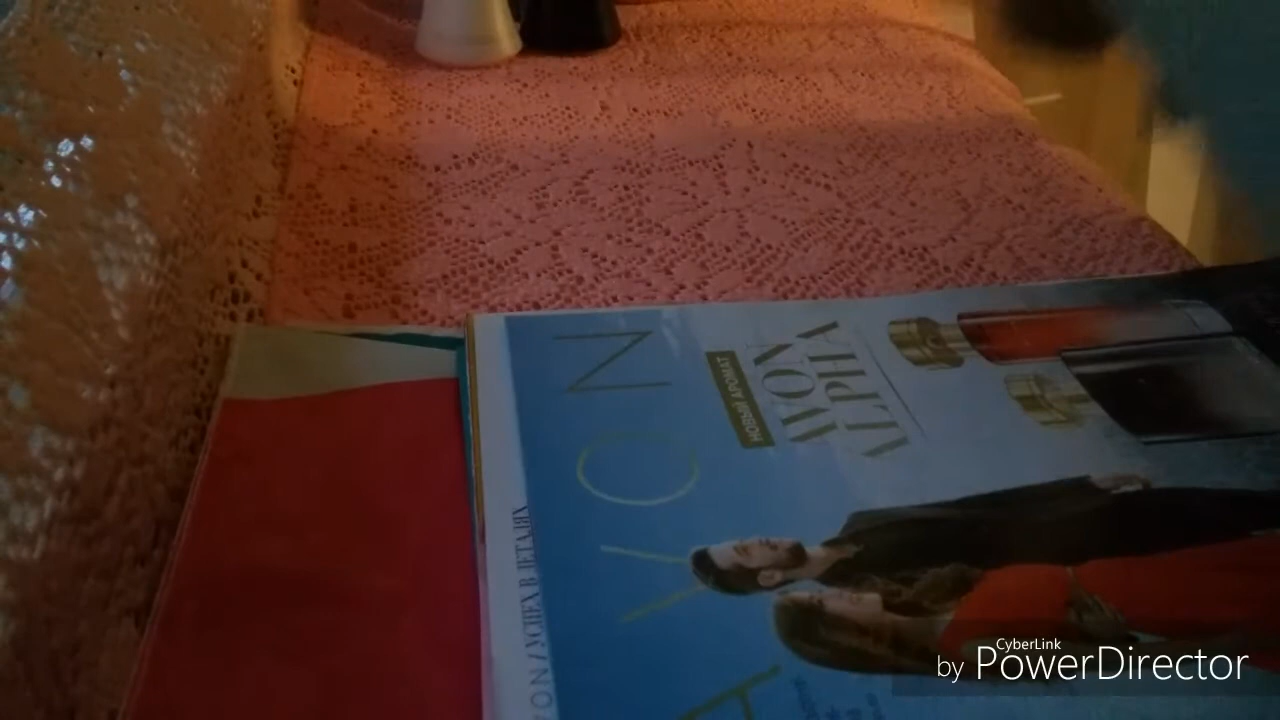 AVON
AVON
ALPHA
НОВЫЙ АРОМАТ
AVON / УСПЕХ В ДЕТАЛЯХ
CyberLink
by PowerDirector